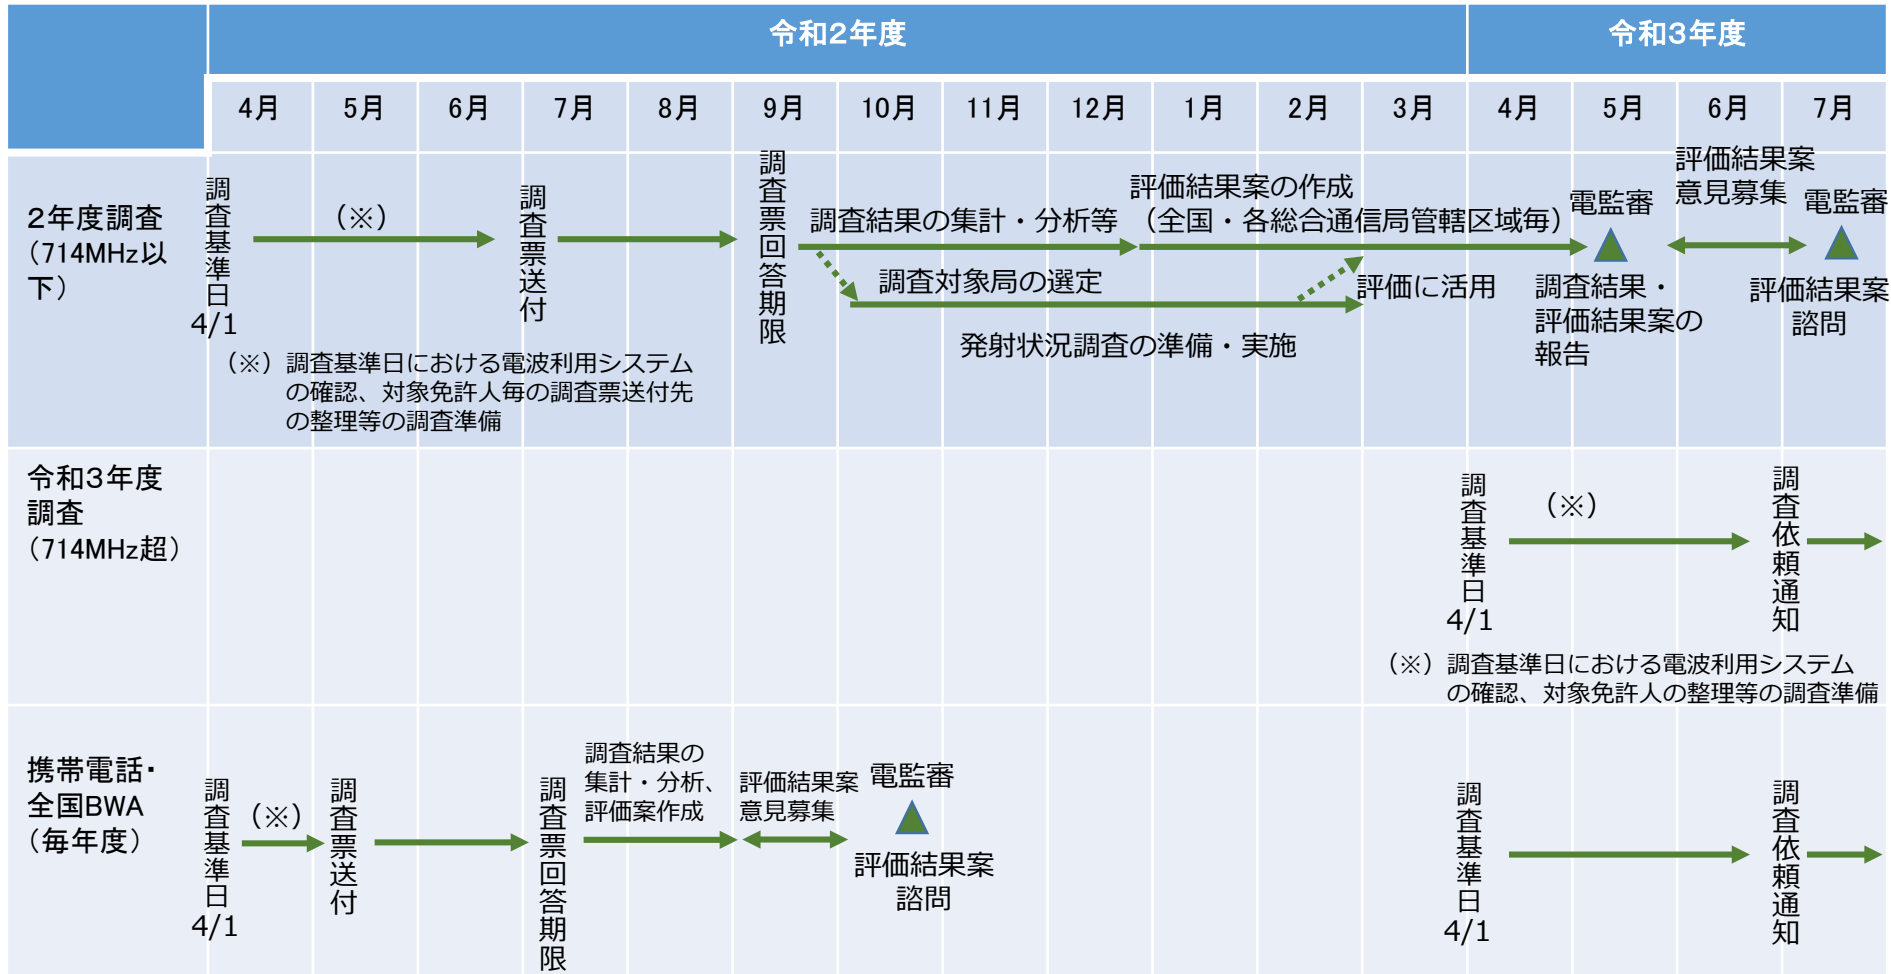 令和2年度
令和3年度
4月
5月
6月
7月
8月
9月
10月
11月
12月
1月
2月
3月
4月
5月
6月
7月
2年度調査
（714MHz以
下）
調査基準日
4/1
（※）
調査票送付
調査票回答期限
調査結果の集計・分析等
評価結果案の作成
（全国・各総合通信局管轄区域毎）
調査対象局の選定
評価に活用
発射状況調査の準備・実施
電監審
調査結果・
評価結果案の
報告
評価結果案
意見募集
電監審
評価結果案
諮問
（※）調査基準日における電波利用システム
の確認、対象免許人毎の調査票送付先
の整理等の調査準備
令和3年度
調査
（714MHz超）
調査基準日
4/1
（※）
調査依頼通知
（※）調査基準日における電波利用システム
の確認、対象免許人の整理等の調査準備
携帯電話・
全国BWA
（毎年度）
調査基準日
4/1
（※）
調査票送付
調査票回答期限
調査結果の
集計・分析、
評価案作成
評価結果案
意見募集
電監審
評価結果案
諮問
調査基準日
4/1
調査依頼通知